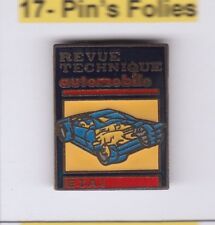 17- Pin's Folies
REVUE
TECHNIQUE
automobile